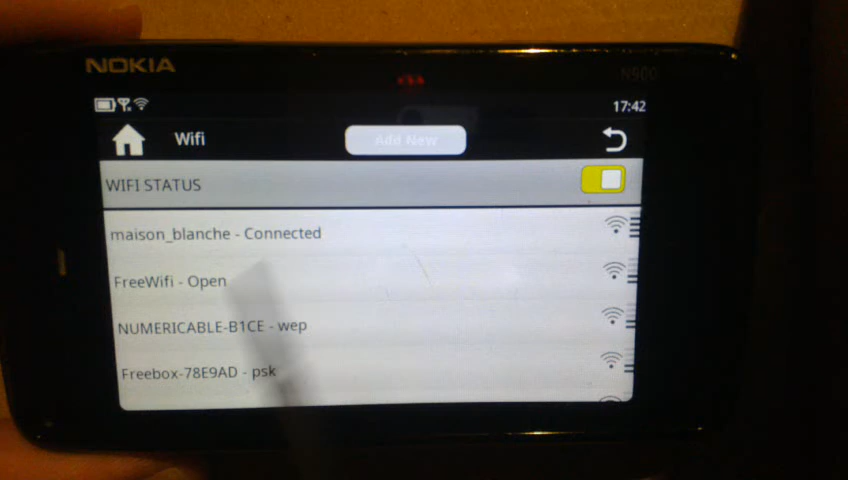 NOKIA
N900
17:42
Wifi
Add New
WIFI STATUS
maison_blanche - Connected
FreeWifi - Open
NUMERICABLE-B1CE - wep
Freebox-78E9AD - psk